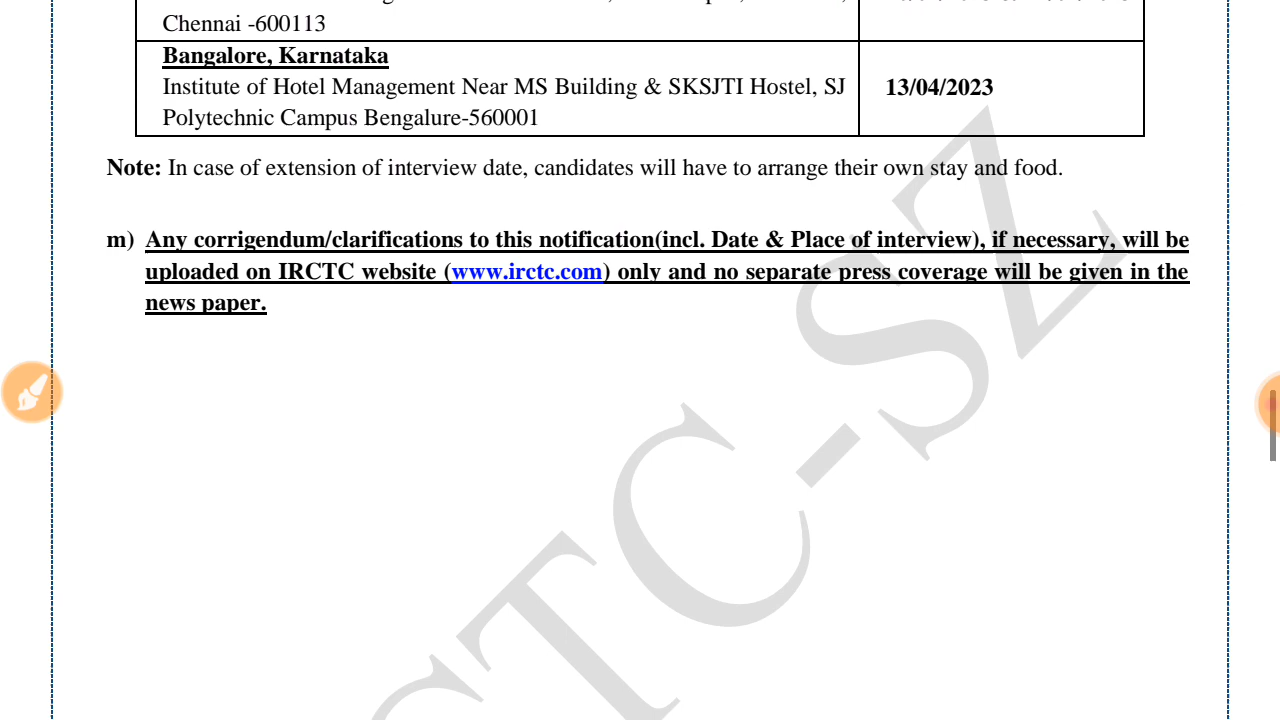 Chennai -600113
Bangalore, Karnataka
Institute of Hotel Management Near MS Building & SKSJTI Hostel, SJ
Polytechnic Campus Bengalure-560001
13/04/2023
Note: In case of extension of interview date, candidates will have to arrange their own stay and food.
m) Any corrigendum/clarifications to this notification(incl. Date & Place of interview), if necessary, will be
uploaded on IRCTC website (www.irctc.com) only and no separate press coverage will be given in the
news paper.
CTC-SZ